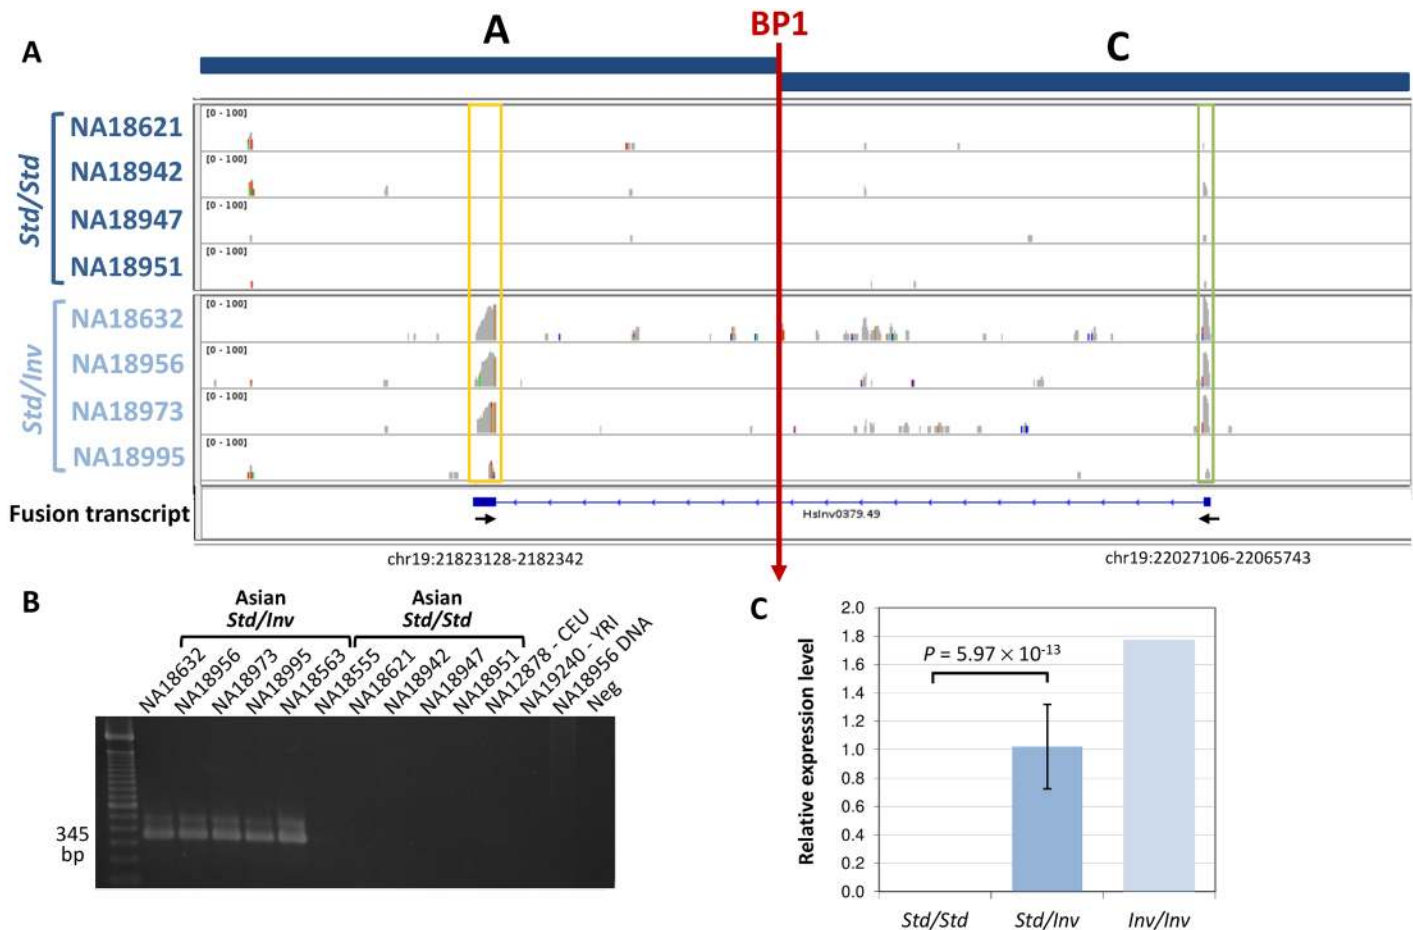 A
A
BP1
C
Std/Std
NA18621
[0 - 100]
NA18942
[0 - 100]
NA18947
[0 - 100]
NA18951
[0 - 100]
Std/Inv
NA18632
[0 - 100]
NA18956
[0 - 100]
NA18973
[0 - 100]
NA18995
[0 - 100]
Fusion transcript
HsInv0379.49
chr19:21823128-2182342
chr19:22027106-22065743
B
Asian
Std/Inv
Asian
Std/Std
NA18632
NA18956
NA18973
NA18995
NA18563
NA18555
NA18621
NA18942
NA18947
NA18951
NA12878 - CEU
NA19240 - YRI
NA18956 DNA
Neg
345
bp
C
Relative expression level
2.0
1.8
1.6
1.4
1.2
1.0
0.8
0.6
0.4
0.2
0.0
P = 5.97 × 10⁻¹³
Std/Std
Std/Inv
Inv/Inv